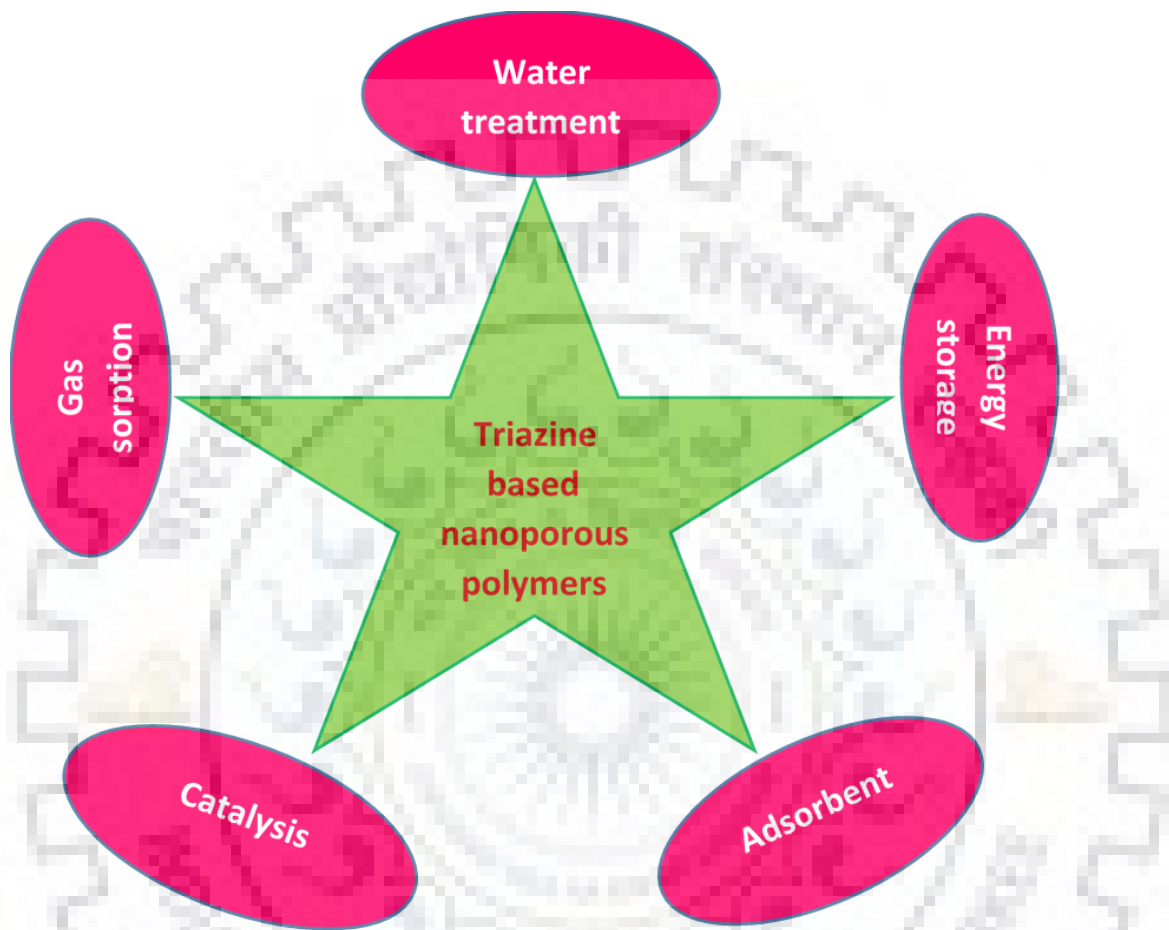 Water
treatment
Gas
sorption
Energy
storage
Triazine
based
nanoporous
polymers
Catalysis
Adsorbent